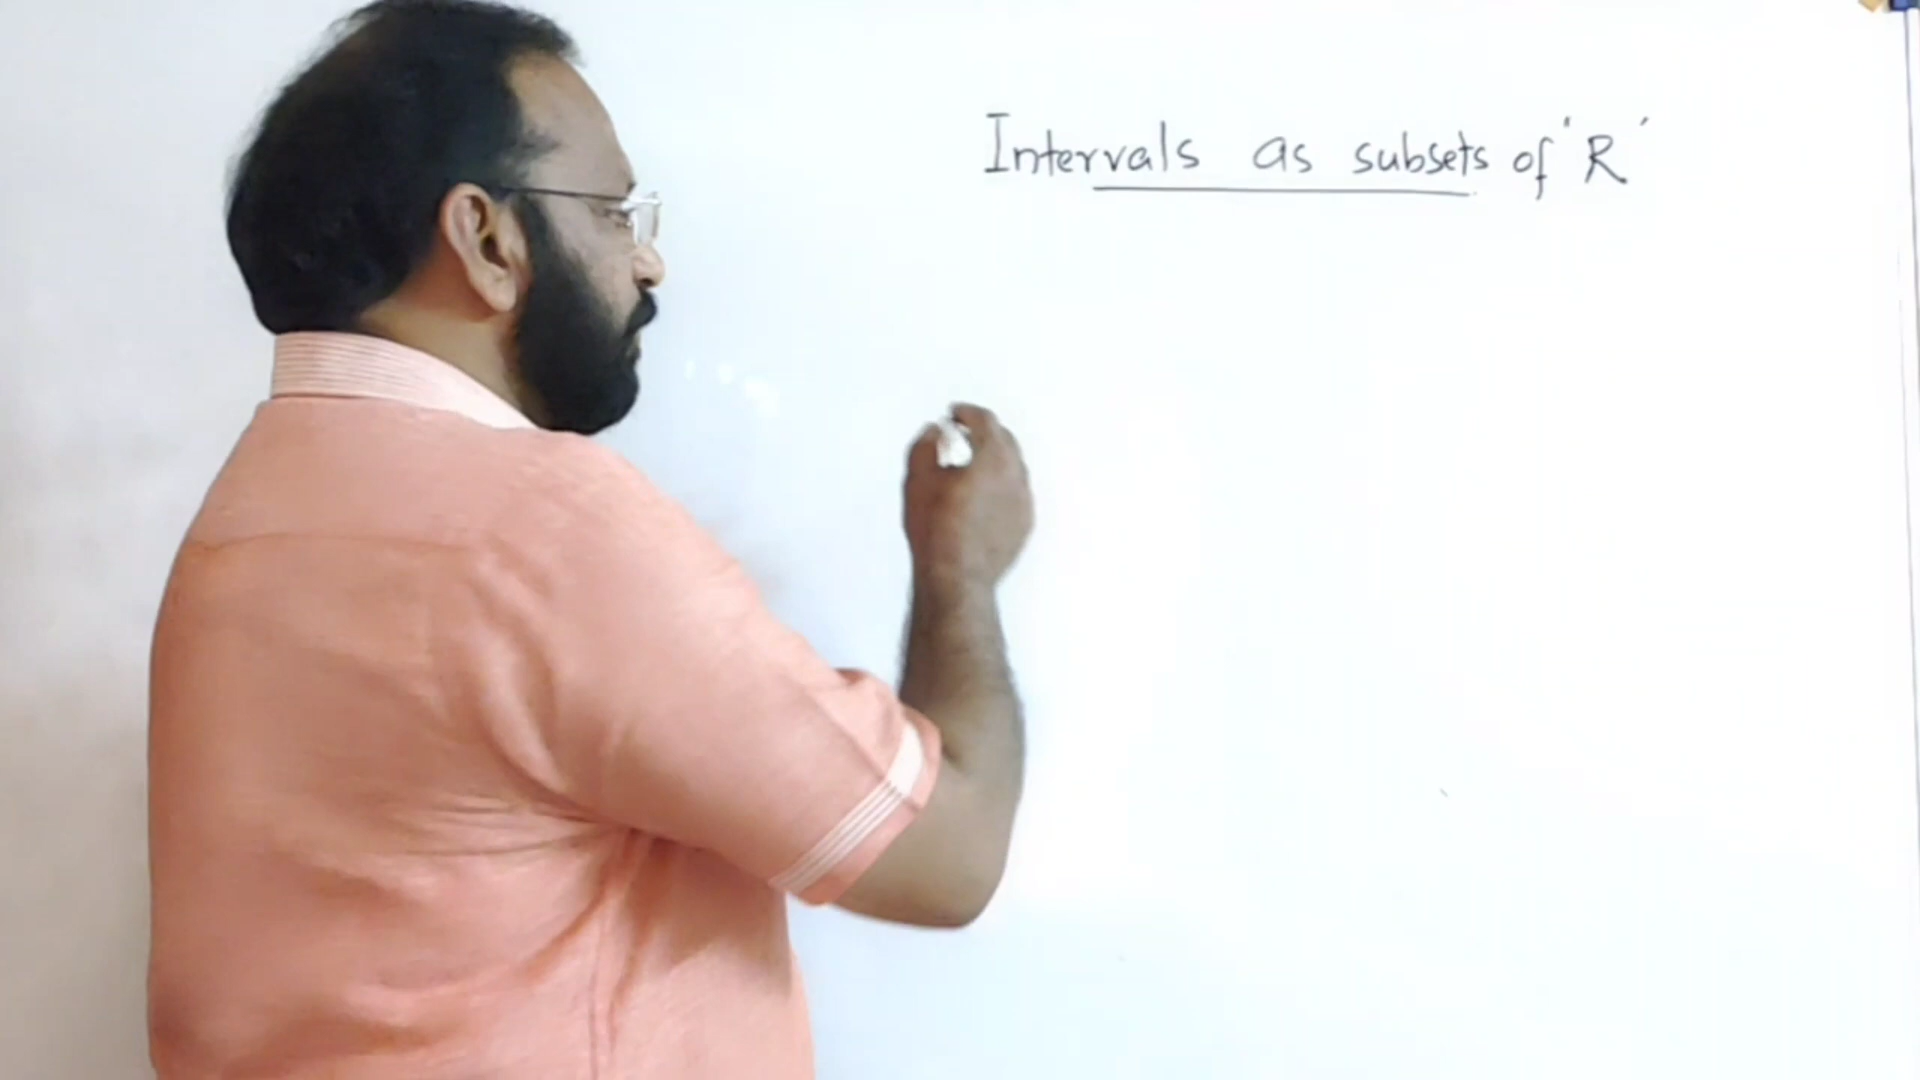 Intervals as subsets of 'R'